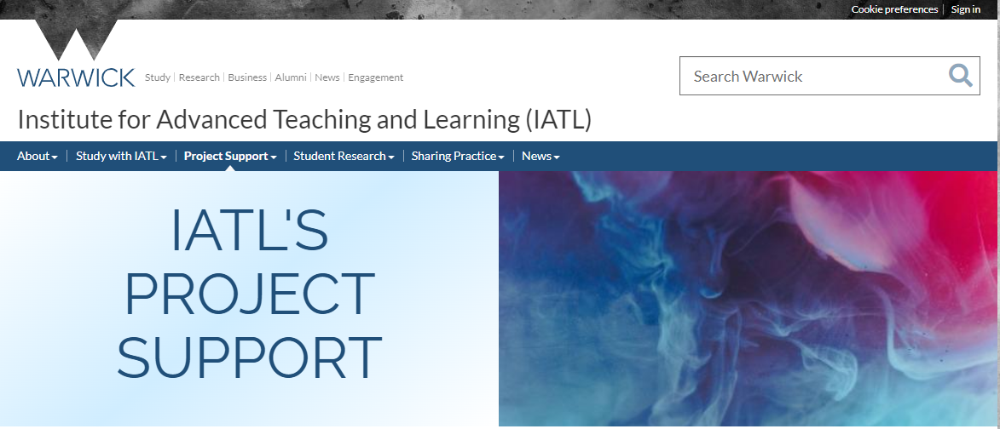 Cookie preferences | Sign in
WARWICK
Study | Research | Business | Alumni | News | Engagement
Search Warwick
Institute for Advanced Teaching and Learning (IATL)
About | Study with IATL | Project Support | Student Research | Sharing Practice | News
IATL'S
PROJECT
SUPPORT